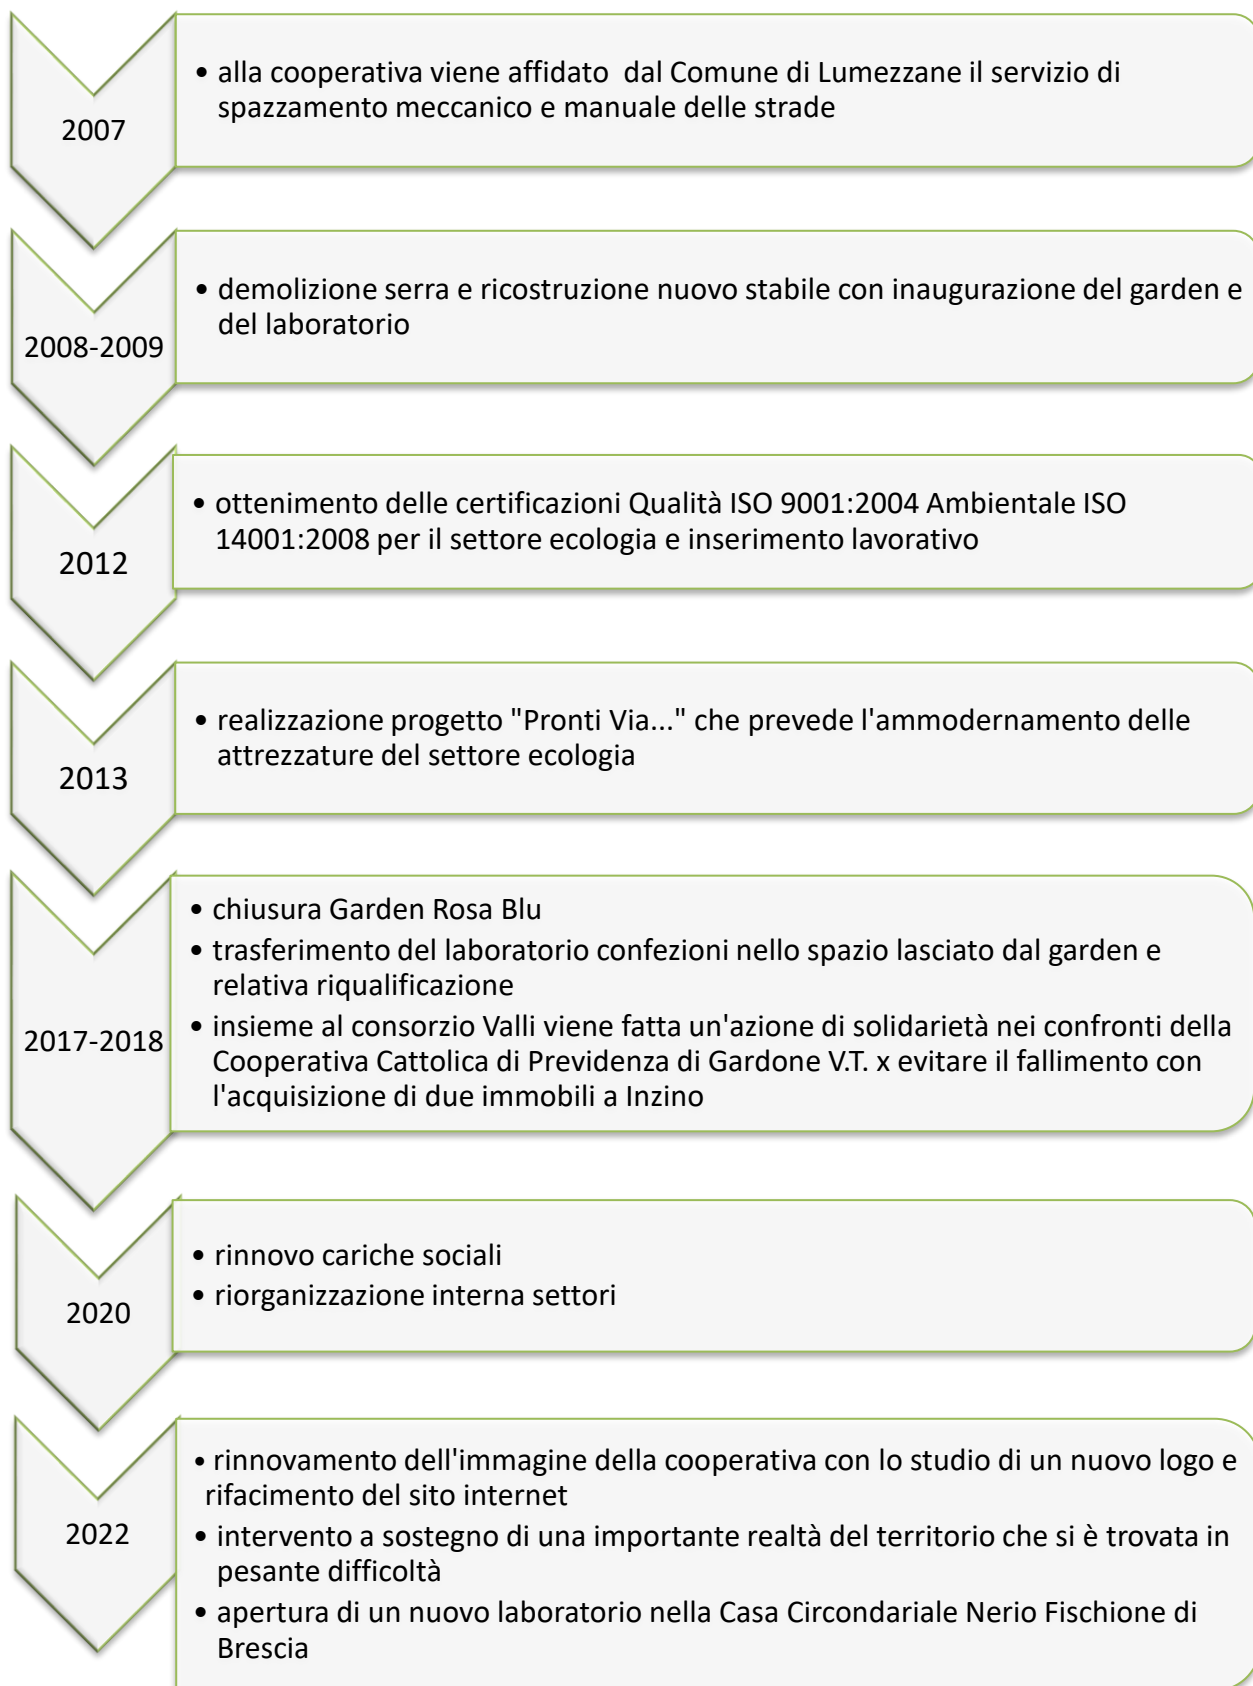 2007
• alla cooperativa viene affidato  dal Comune di Lumezzane il servizio di
spazzamento meccanico e manuale delle strade
2008-2009
• demolizione serra e ricostruzione nuovo stabile con inaugurazione del garden e
del laboratorio
2012
• ottenimento delle certificazioni Qualità ISO 9001:2004 Ambientale ISO
14001:2008 per il settore ecologia e inserimento lavorativo
2013
• realizzazione progetto "Pronti Via..." che prevede l'ammodernamento delle
attrezzature del settore ecologia
2017-2018
• chiusura Garden Rosa Blu
• trasferimento del laboratorio confezioni nello spazio lasciato dal garden e
relativa riqualificazione
• insieme al consorzio Valli viene fatta un'azione di solidarietà nei confronti della
Cooperativa Cattolica di Previdenza di Gardone V.T. x evitare il fallimento con
l'acquisizione di due immobili a Inzino
2020
• rinnovo cariche sociali
• riorganizzazione interna settori
2022
• rinnovamento dell'immagine della cooperativa con lo studio di un nuovo logo e
rifacimento del sito internet
• intervento a sostegno di una importante realtà del territorio che si è trovata in
pesante difficoltà
• apertura di un nuovo laboratorio nella Casa Circondariale Nerio Fischione di
Brescia